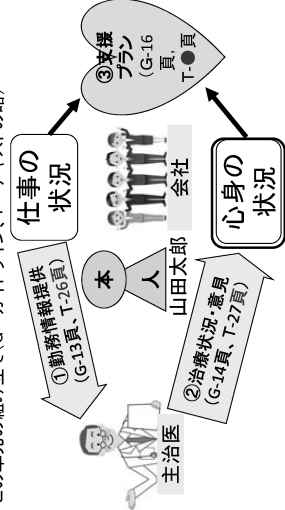 仕事の
状況
③支援
プラン
(G-16
頁,
T-●頁
①勤務情報提供
(G-13頁、T-26頁)
本
人
山田太郎
会社
主治医
②治療状況・意見
(G-14頁、T-27頁)
心身の
状況